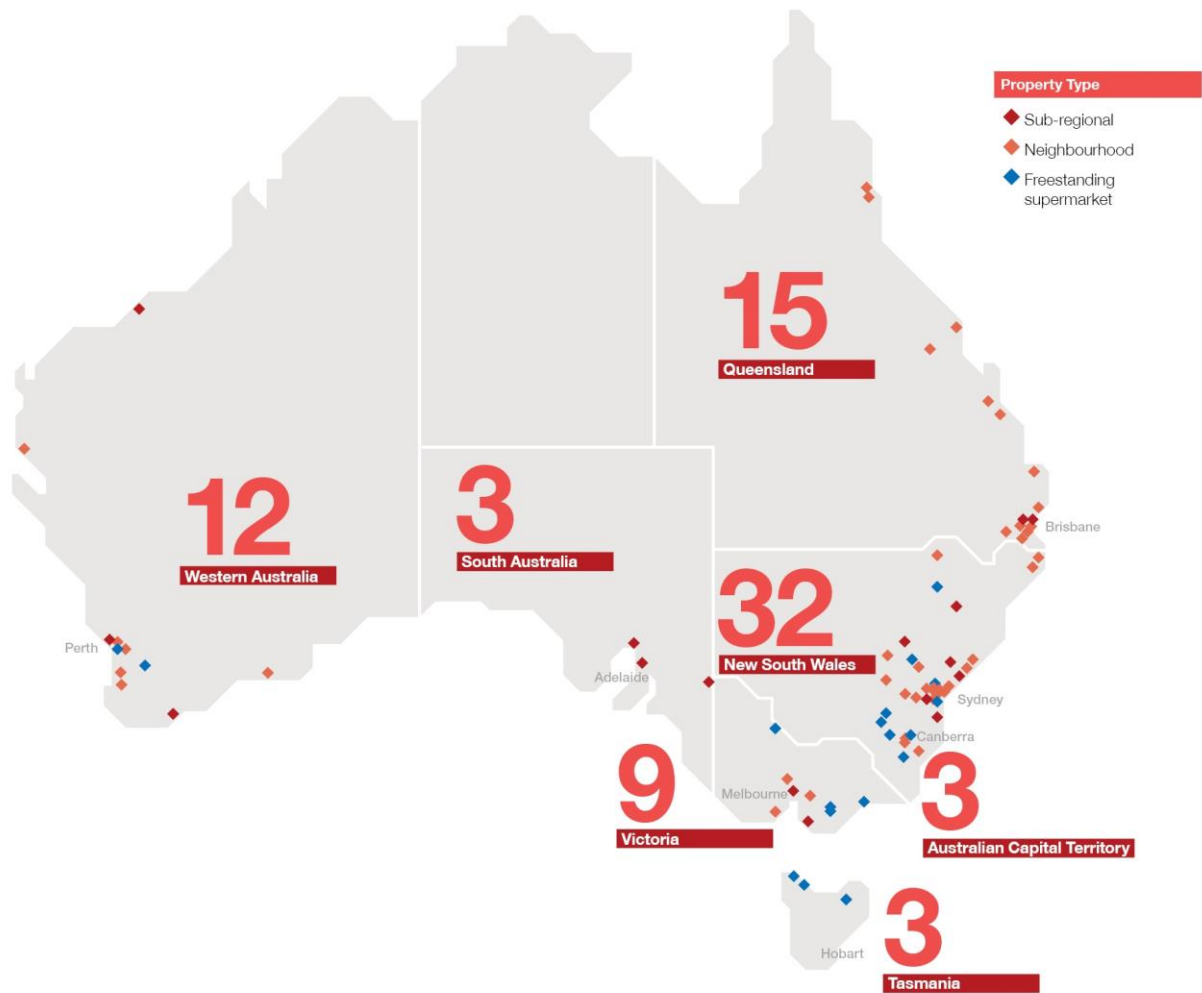 Property Type
Sub-regional
Neighbourhood
Freestanding
supermarket
15
Queensland
12
Western Australia
3
South Australia
32
New South Wales
Brisbane
Perth
Adelaide
Sydney
Canberra
9
Victoria
Melbourne
3
Australian Capital Territory
3
Tasmania
Hobart